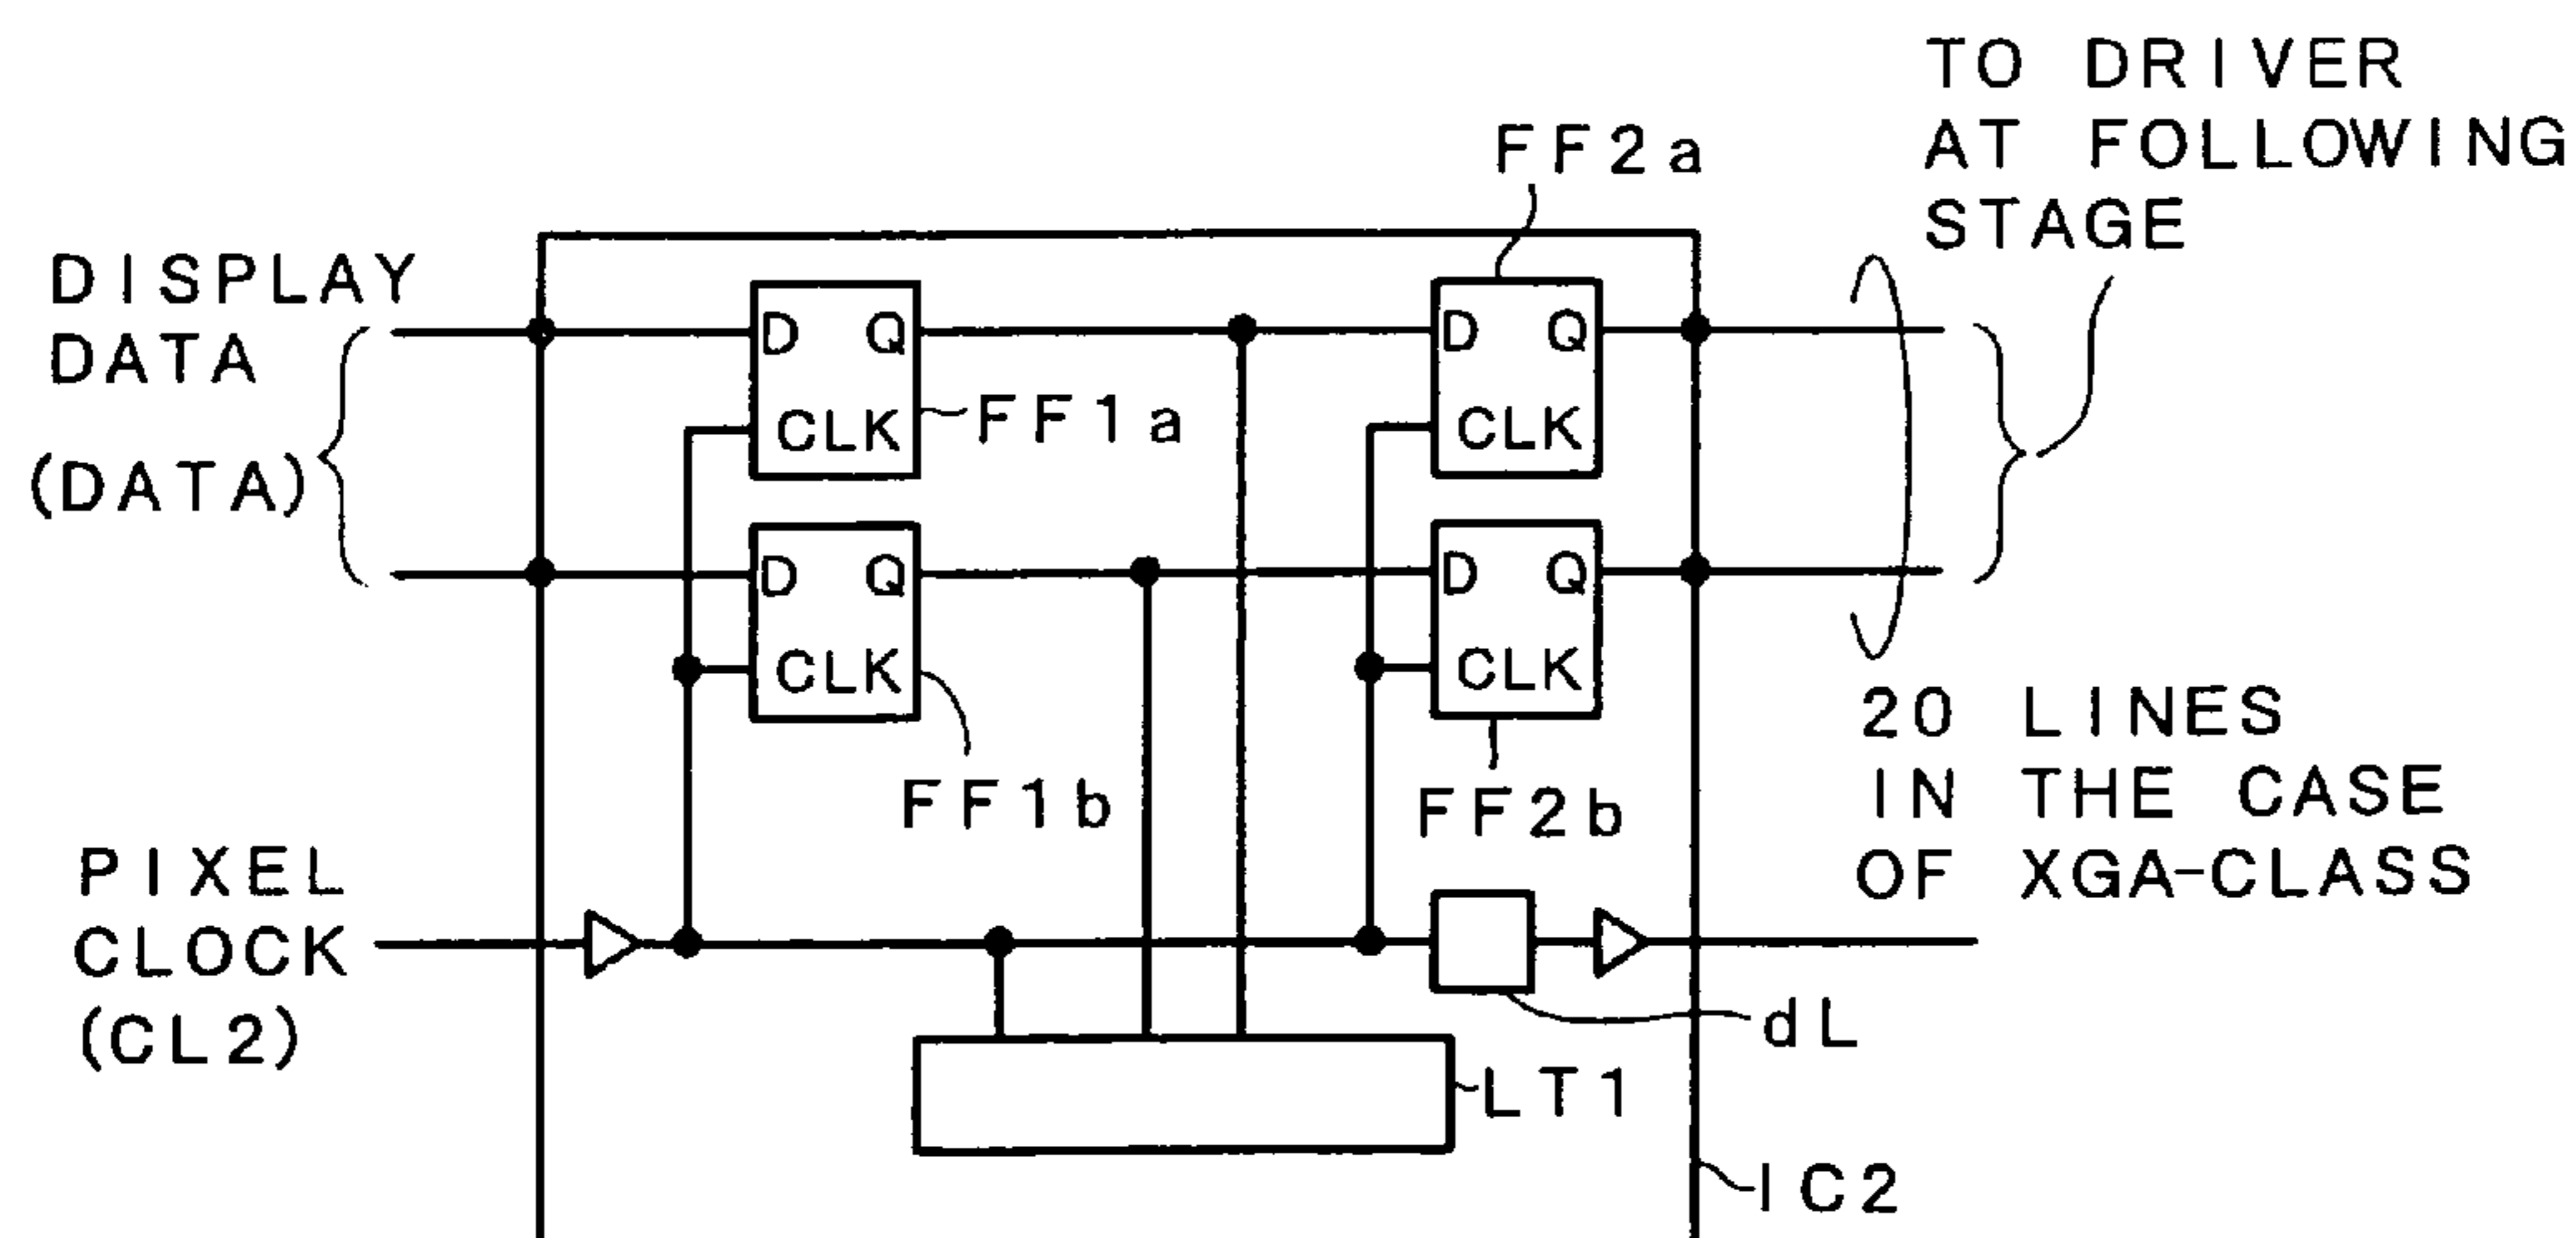 TO DRIVER
AT FOLLOWING
STAGE
FF2a
DISPLAY
DATA
(DATA)
D Q
CLK
FF1a
D Q
CLK
D Q
CLK
FF1b
D Q
CLK
FF2b
20 LINES
IN THE CASE
OF XGA-CLASS
PIXEL
CLOCK
(CL2)
dL
LT1
IC2